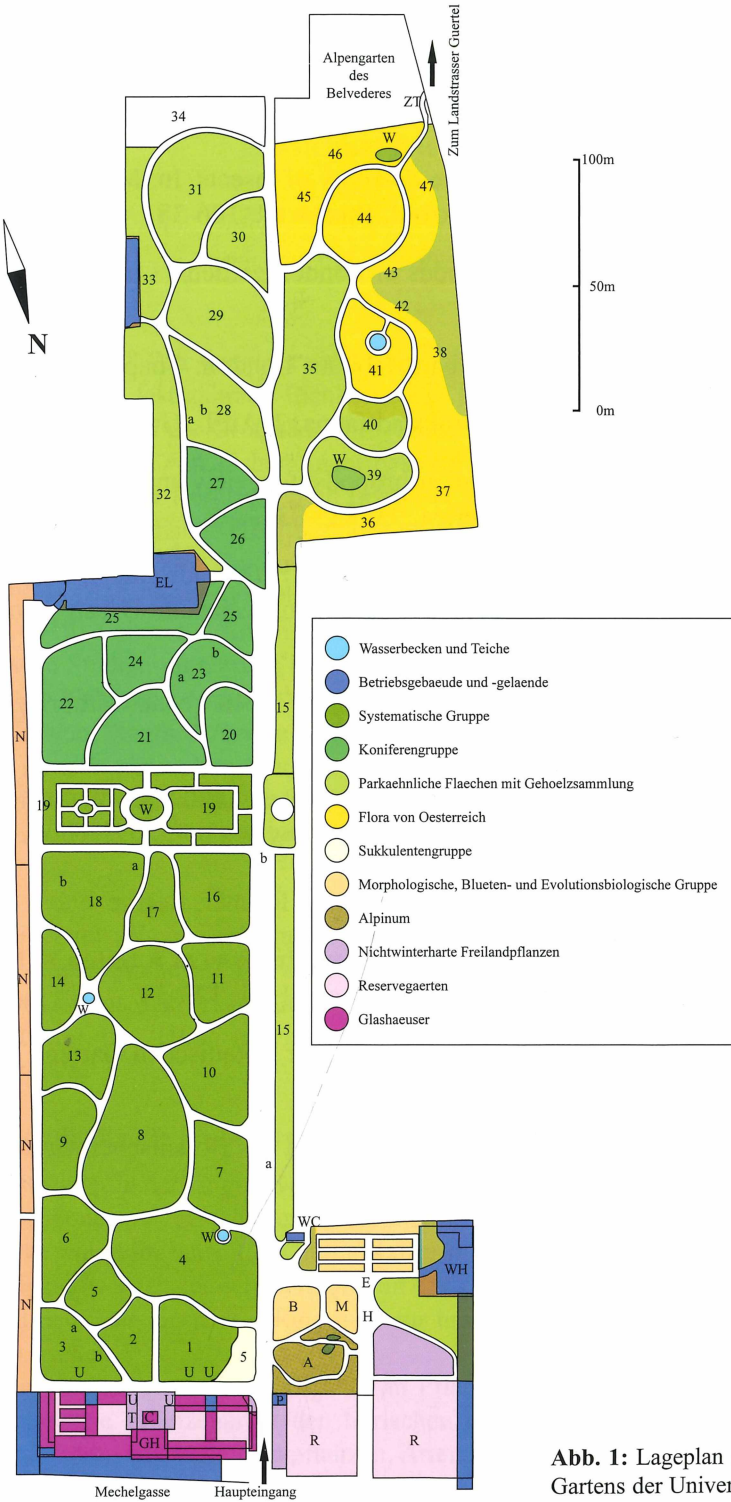 Alpengarten
des
Belvederes
Zum Landstrasser Guertel
ZT
34
W
46
31
45
47
100m
44
30
43
33
42
50m
29
N
35
38
41
b 28
a
40
0m
W
27
39
32
37
36
26
EL
25
25
24
b
23
a
22
N
15
21
20
19
W
19
a
b
b
16
18
17
11
14
12
N
W
15
13
10
8
9
N
7
a
WC
6
W
4
WH
E
5
B
M
H
N
a
3
b
2
1
5
A
U
U U
U
U
P
T
C
GH
R
R
Mechelgasse
Haupteingang
Wasserbecken und Teiche
Betriebsgebaeude und -gelaende
Systematische Gruppe
Koniferengruppe
Parkaehnliche Flaechen mit Gehoelzsammlung
Flora von Oesterreich
Sukkulentengruppe
Morphologische, Blueten- und Evolutionsbiologische Gruppe
Alpinum
Nichtwinterharte Freilandpflanzen
Reservegaerten
Glashaeuser
Abb. 1: Lageplan
Gartens der Univer